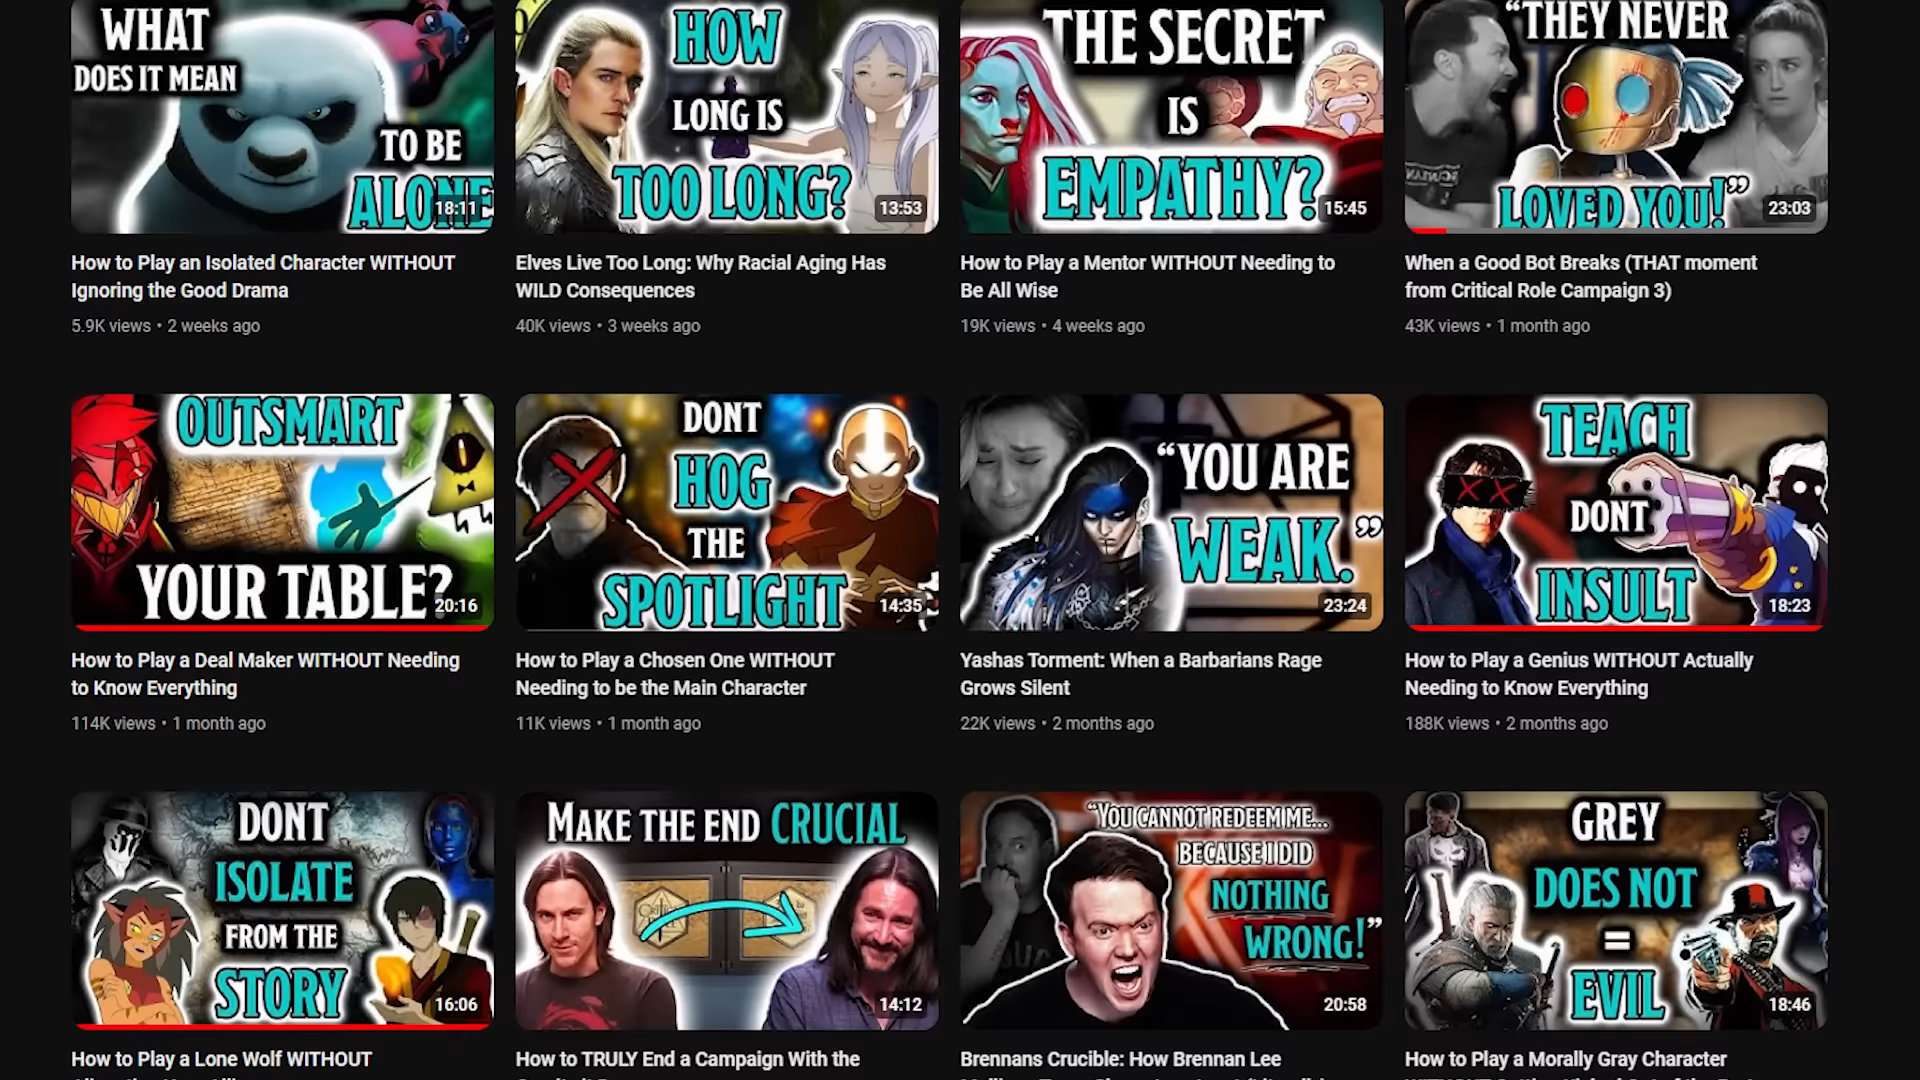 WHAT
DOES IT MEAN
TO BE
ALONE
18:11
HOW
LONG IS
TOO LONG?
13:53
THE SECRET
IS
EMPATHY?
15:45
“THEY NEVER
LOVED YOU!”
23:03
How to Play an Isolated Character WITHOUT
Ignoring the Good Drama
5.9K views • 2 weeks ago
Elves Live Too Long: Why Racial Aging Has
WILD Consequences
40K views • 3 weeks ago
How to Play a Mentor WITHOUT Needing to
Be All Wise
19K views • 4 weeks ago
When a Good Bot Breaks (THAT moment
from Critical Role Campaign 3)
43K views • 1 month ago
OUTSMART
YOUR TABLE?
20:16
DONT
HOG
THE
SPOTLIGHT
14:35
“YOU ARE
WEAK.”
23:24
TEACH
DONT
INSULT
18:23
How to Play a Deal Maker WITHOUT Needing
to Know Everything
114K views • 1 month ago
How to Play a Chosen One WITHOUT
Needing to be the Main Character
11K views • 1 month ago
Yashas Torment: When a Barbarians Rage
Grows Silent
22K views • 2 months ago
How to Play a Genius WITHOUT Actually
Needing to Know Everything
188K views • 2 months ago
DONT
ISOLATE
FROM THE
STORY
16:06
MAKE THE END CRUCIAL
14:12
“YOU CANNOT REDEEM ME...
BECAUSE I DID
NOTHING
WRONG!”
20:58
GREY
DOES NOT
=
EVIL
18:46
How to Play a Lone Wolf WITHOUT
How to TRULY End a Campaign With the
Brennans Crucible: How Brennan Lee
How to Play a Morally Gray Character